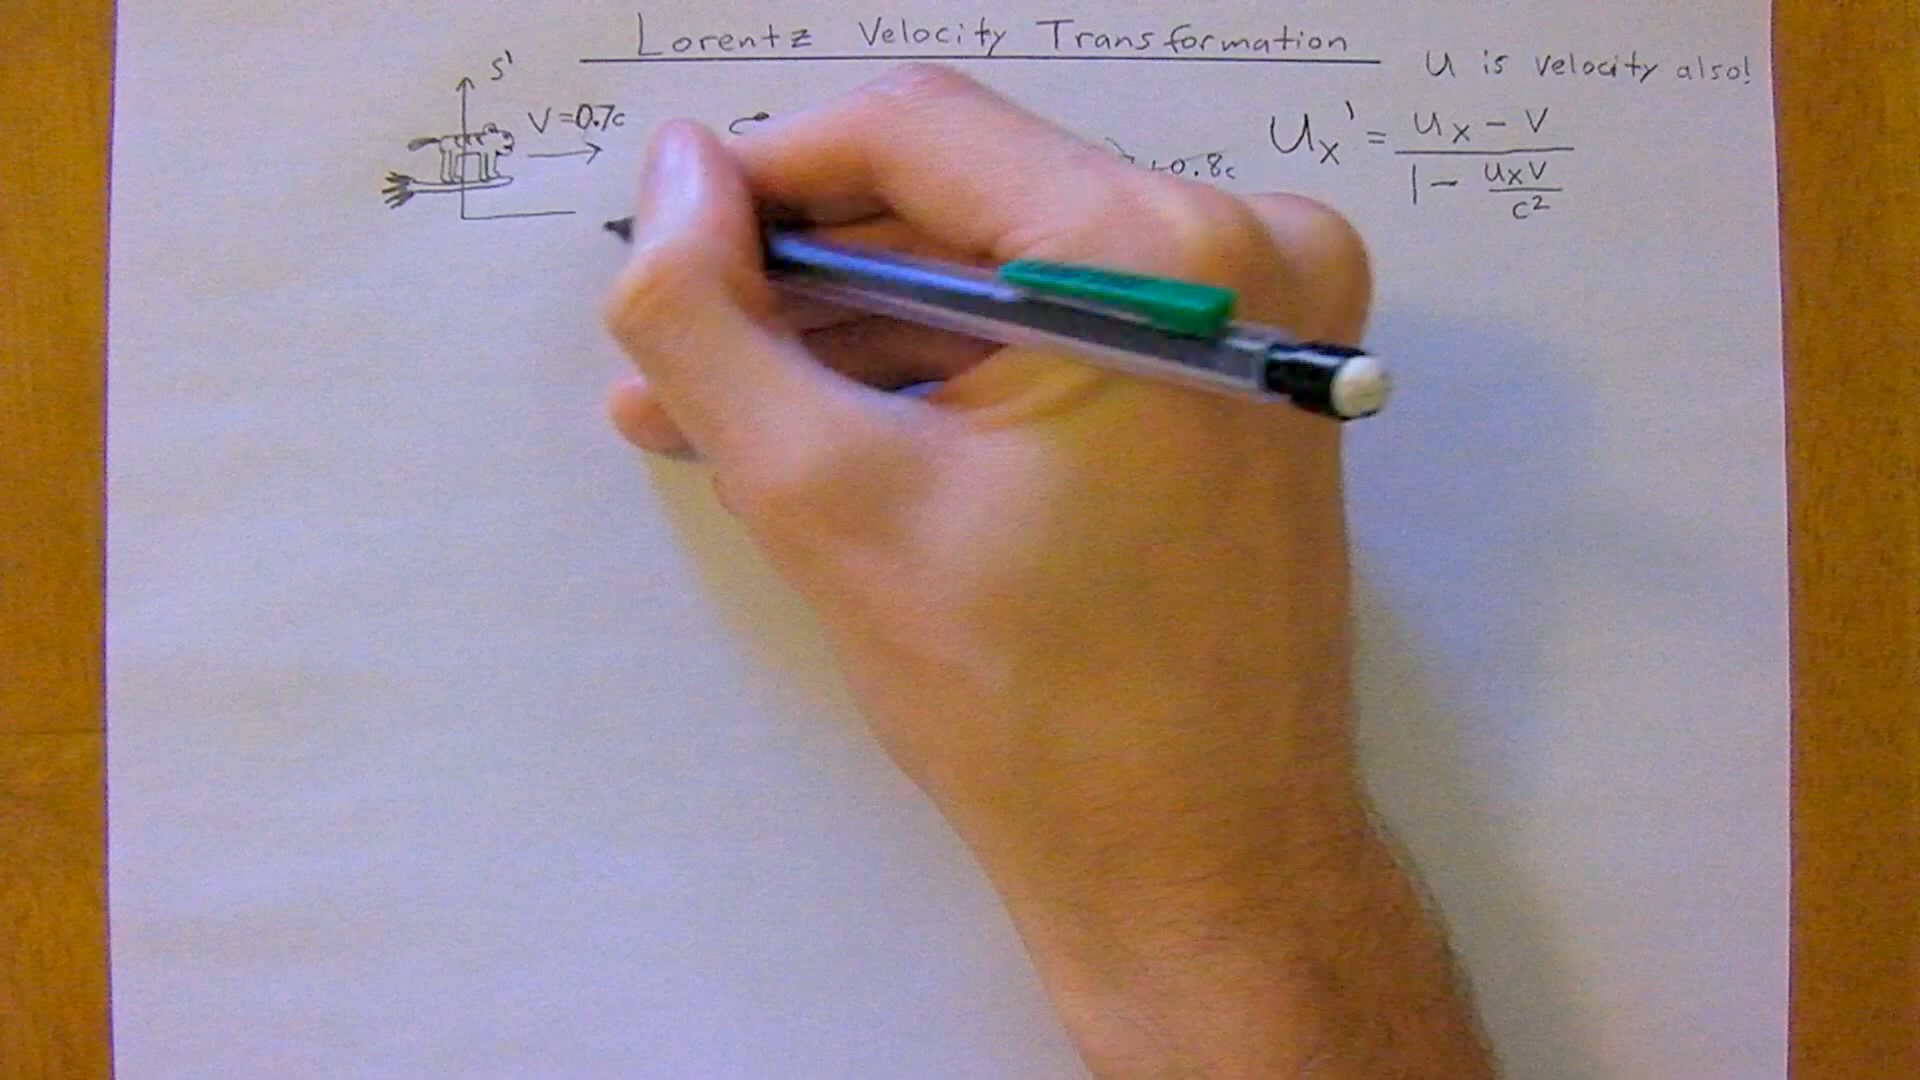 Lorentz Velocity Transformation
U is velocity also!
S'
V=0.7c
0.8c
Ux' = Ux - V / 1 - UxV / c²